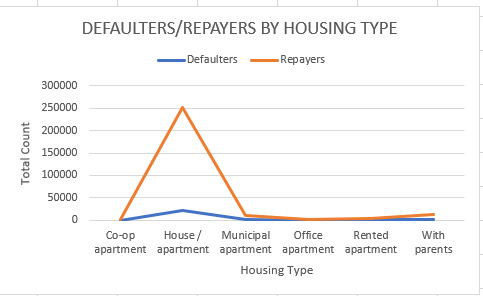 DEFAULTERS/REPAYERS BY HOUSING TYPE
Defaulters Repayers
300000
250000
200000
150000
100000
50000
0
Total Count
Co-op apartment
House / apartment
Municipal apartment
Office apartment
Rented apartment
With parents
Housing Type